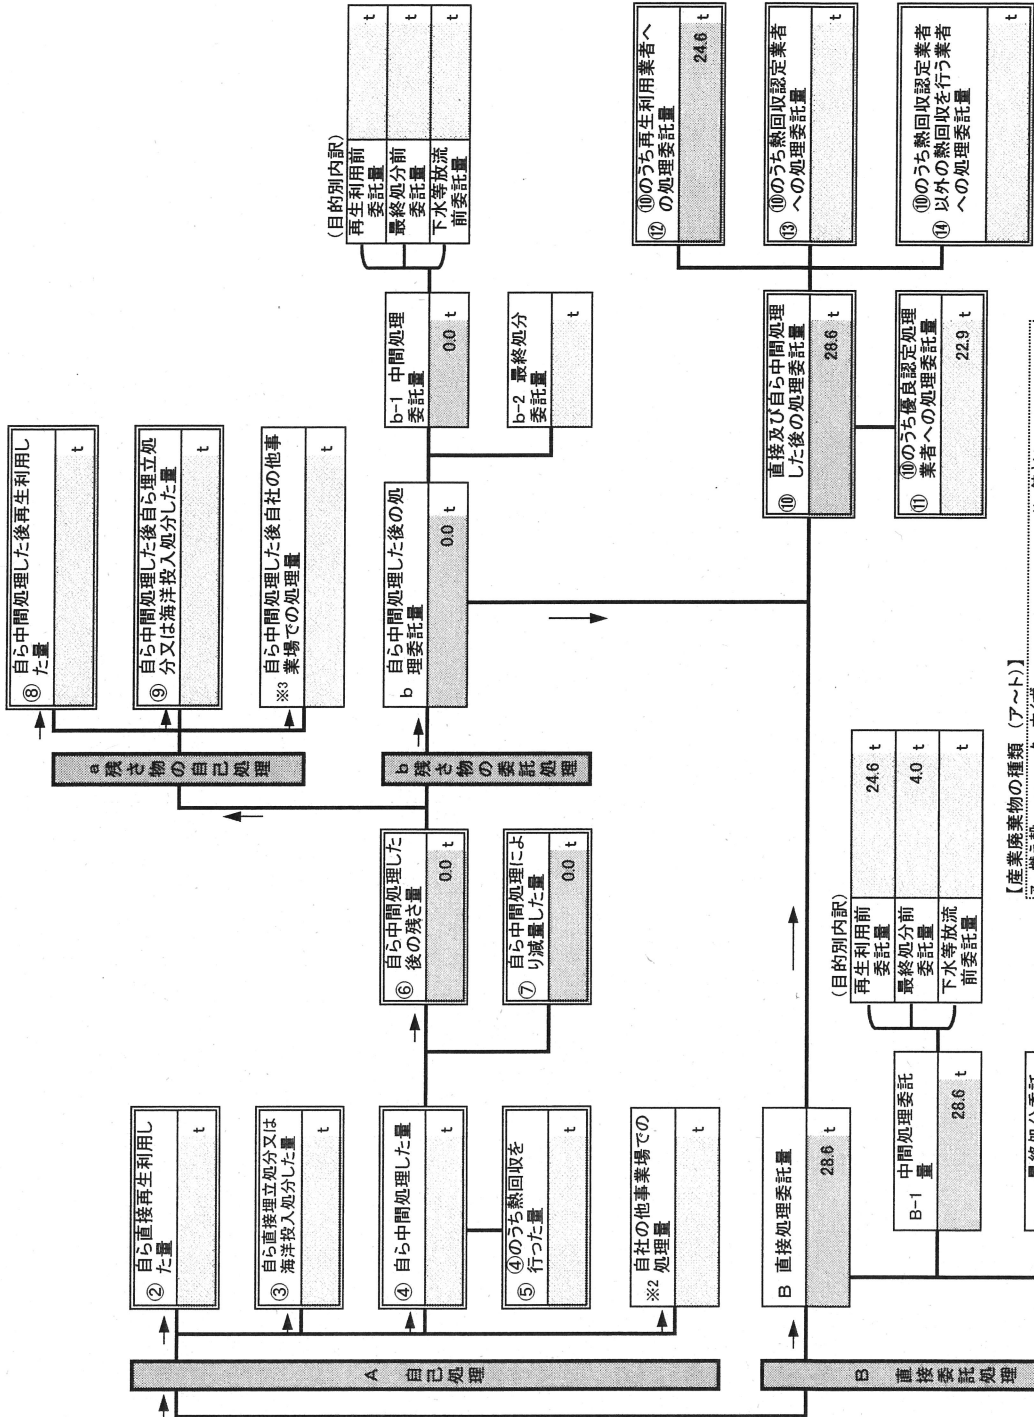 A 自己処理
② 自ら直接再生利用し
た量
t
③ 自ら直接埋立処分又は
海洋投入処分した量
t
④ 自ら中間処理した量
t
⑤ ④のうち熱回収を
行った量
t
※2 自社の他事業場での
処理量
t
⑥ 自ら中間処理した
後の残さ量
0.0 t
⑦ 自ら中間処理によ
り減量した量
0.0 t
a 残さ物の自己処理
⑧ 自ら中間処理した後再生利用し
た量
t
⑨ 自ら中間処理した後自ら埋立処
分又は海洋投入処分した量
t
※3 自ら中間処理した後自社の他事
業場での処理量
t
b 残さ物の委託処理
b 自ら中間処理した後の処
理委託量
0.0 t
b-1 中間処理
委託量
0.0 t
(目的別内訳)
再生利用前
委託量 t
最終処分前
委託量 t
下水等放流
前委託量 t
b-2 最終処分
委託量
t
B 直接委託処理
B 直接処理委託量
28.6 t
B-1 中間処理委託
量
28.6 t
(目的別内訳)
再生利用前
委託量 24.6 t
最終処分前
委託量 4.0 t
下水等放流
前委託量 t
⑩ 直接及び自ら中間処理
した後の処理委託量
28.6 t
⑪ ⑩のうち優良認定処理
業者への処理委託量
22.9 t
⑫ ⑩のうち再生利用業者へ
の処理委託量
24.6 t
⑬ ⑩のうち熱回収認定業者
への処理委託量
t
⑭ ⑩のうち熱回収認定業者
以外の熱回収を行う業者
への処理委託量
t
【産業廃棄物の種類 (ア~ト)】